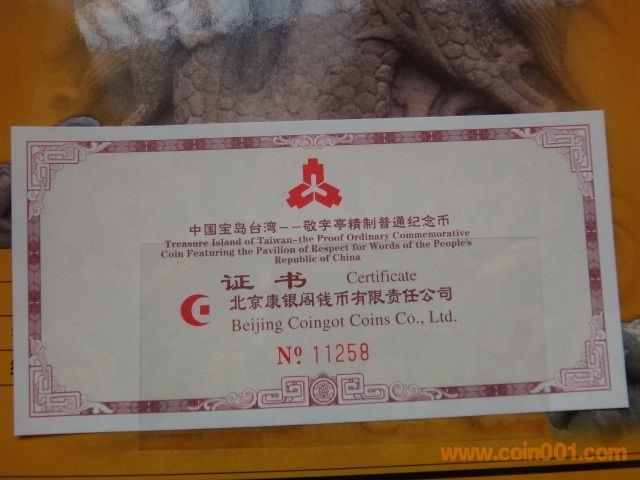 中国宝岛台湾--敬字亭精制普通纪念币
Treasure Island of Taiwan-the Proof Ordinary Commemorative
Coin Featuring the Pavilion of Respect for Words of the People's
Republic of China
证 书 Certificate
北京康银阁钱币有限责任公司
Beijing Coingot Coins Co., Ltd.
Nº 11258
www.coin001.com